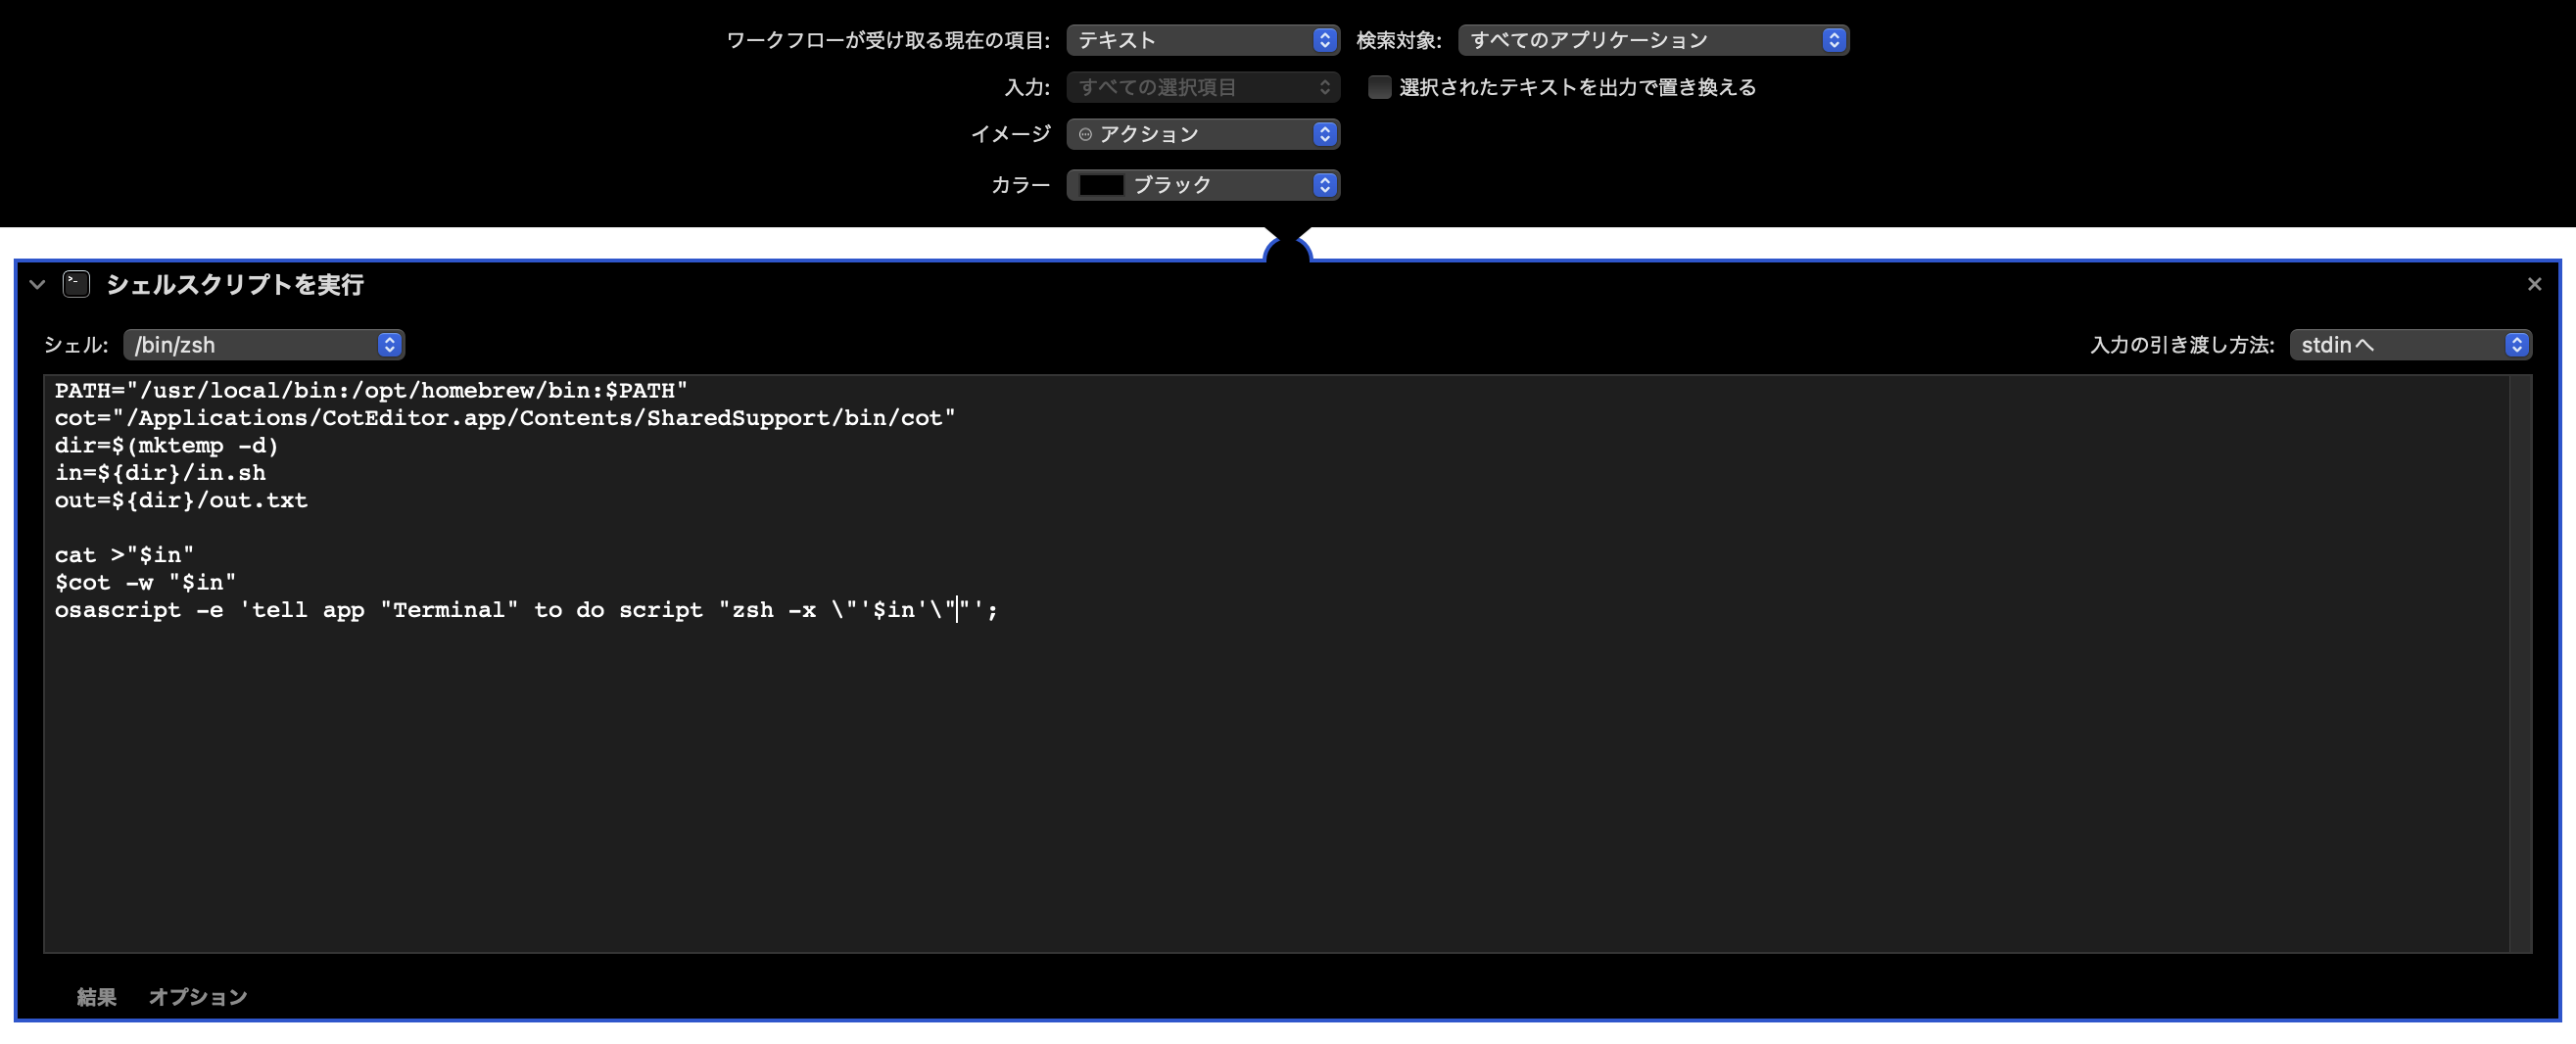 ワークフローが受け取る現在の項目: テキスト 検索対象: すべてのアプリケーション
入力: すべての選択項目 選択されたテキストを出力で置き換える
イメージ アクション
カラー ブラック
シェルスクリプトを実行
シェル: /bin/zsh 入力の引き渡し方法: stdinへ
PATH="/usr/local/bin:/opt/homebrew/bin:$PATH"
cot="/Applications/CotEditor.app/Contents/SharedSupport/bin/cot"
dir=$(mktemp -d)
in=${dir}/in.sh
out=${dir}/out.txt
cat >"$in"
$cot -w "$in"
osascript -e 'tell app "Terminal" to do script "zsh -x \"'$in'\""';
結果 オプション